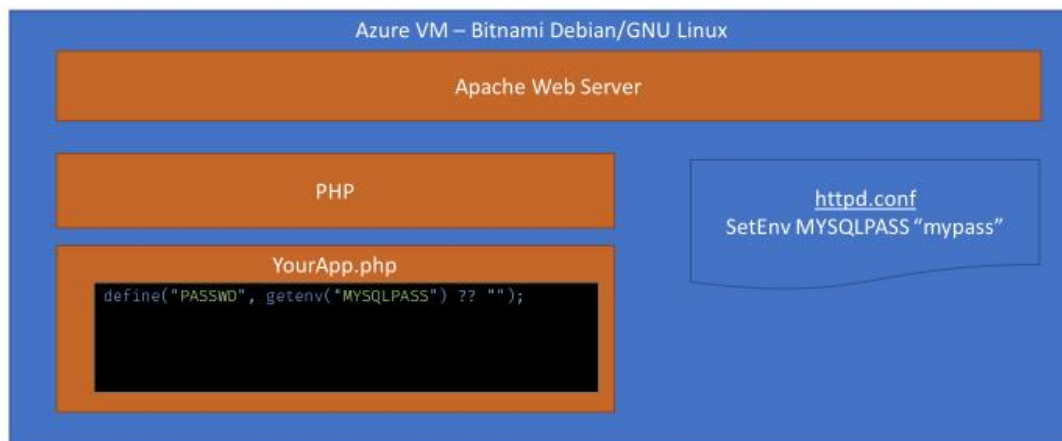 Azure VM – Bitnami Debian/GNU Linux
Apache Web Server
PHP
httpd.conf
SetEnv MYSQLPASS “mypass”
YourApp.php
define("PASSWD", getenv("MYSQLPASS") ?? "");